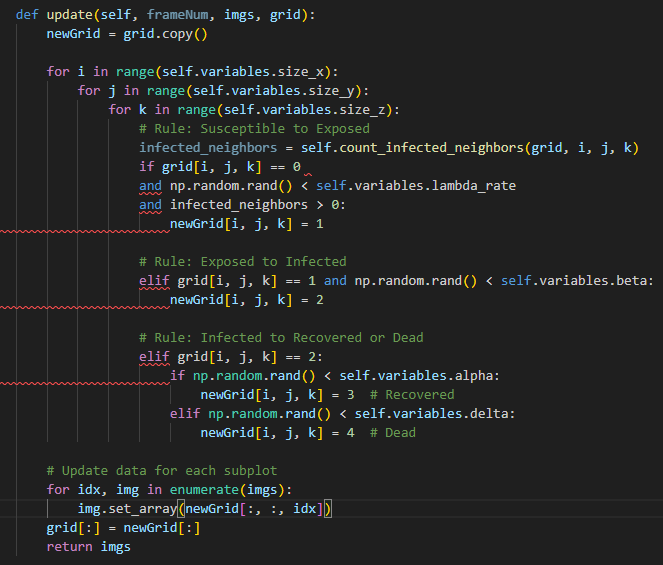 def update(self, frameNum, imgs, grid):
    newGrid = grid.copy()

    for i in range(self.variables.size_x):
        for j in range(self.variables.size_y):
            for k in range(self.variables.size_z):
                # Rule: Susceptible to Exposed
                infected_neighbors = self.count_infected_neighbors(grid, i, j, k)
                if grid[i, j, k] == 0
                and np.random.rand() < self.variables.lambda_rate
                and infected_neighbors > 0:
                    newGrid[i, j, k] = 1

                # Rule: Exposed to Infected
                elif grid[i, j, k] == 1 and np.random.rand() < self.variables.beta:
                    newGrid[i, j, k] = 2

                # Rule: Infected to Recovered or Dead
                elif grid[i, j, k] == 2:
                    if np.random.rand() < self.variables.alpha:
                        newGrid[i, j, k] = 3  # Recovered
                    elif np.random.rand() < self.variables.delta:
                        newGrid[i, j, k] = 4  # Dead

    # Update data for each subplot
    for idx, img in enumerate(imgs):
        img.set_array(newGrid[:, :, idx])
    grid[:] = newGrid[:]
    return imgs